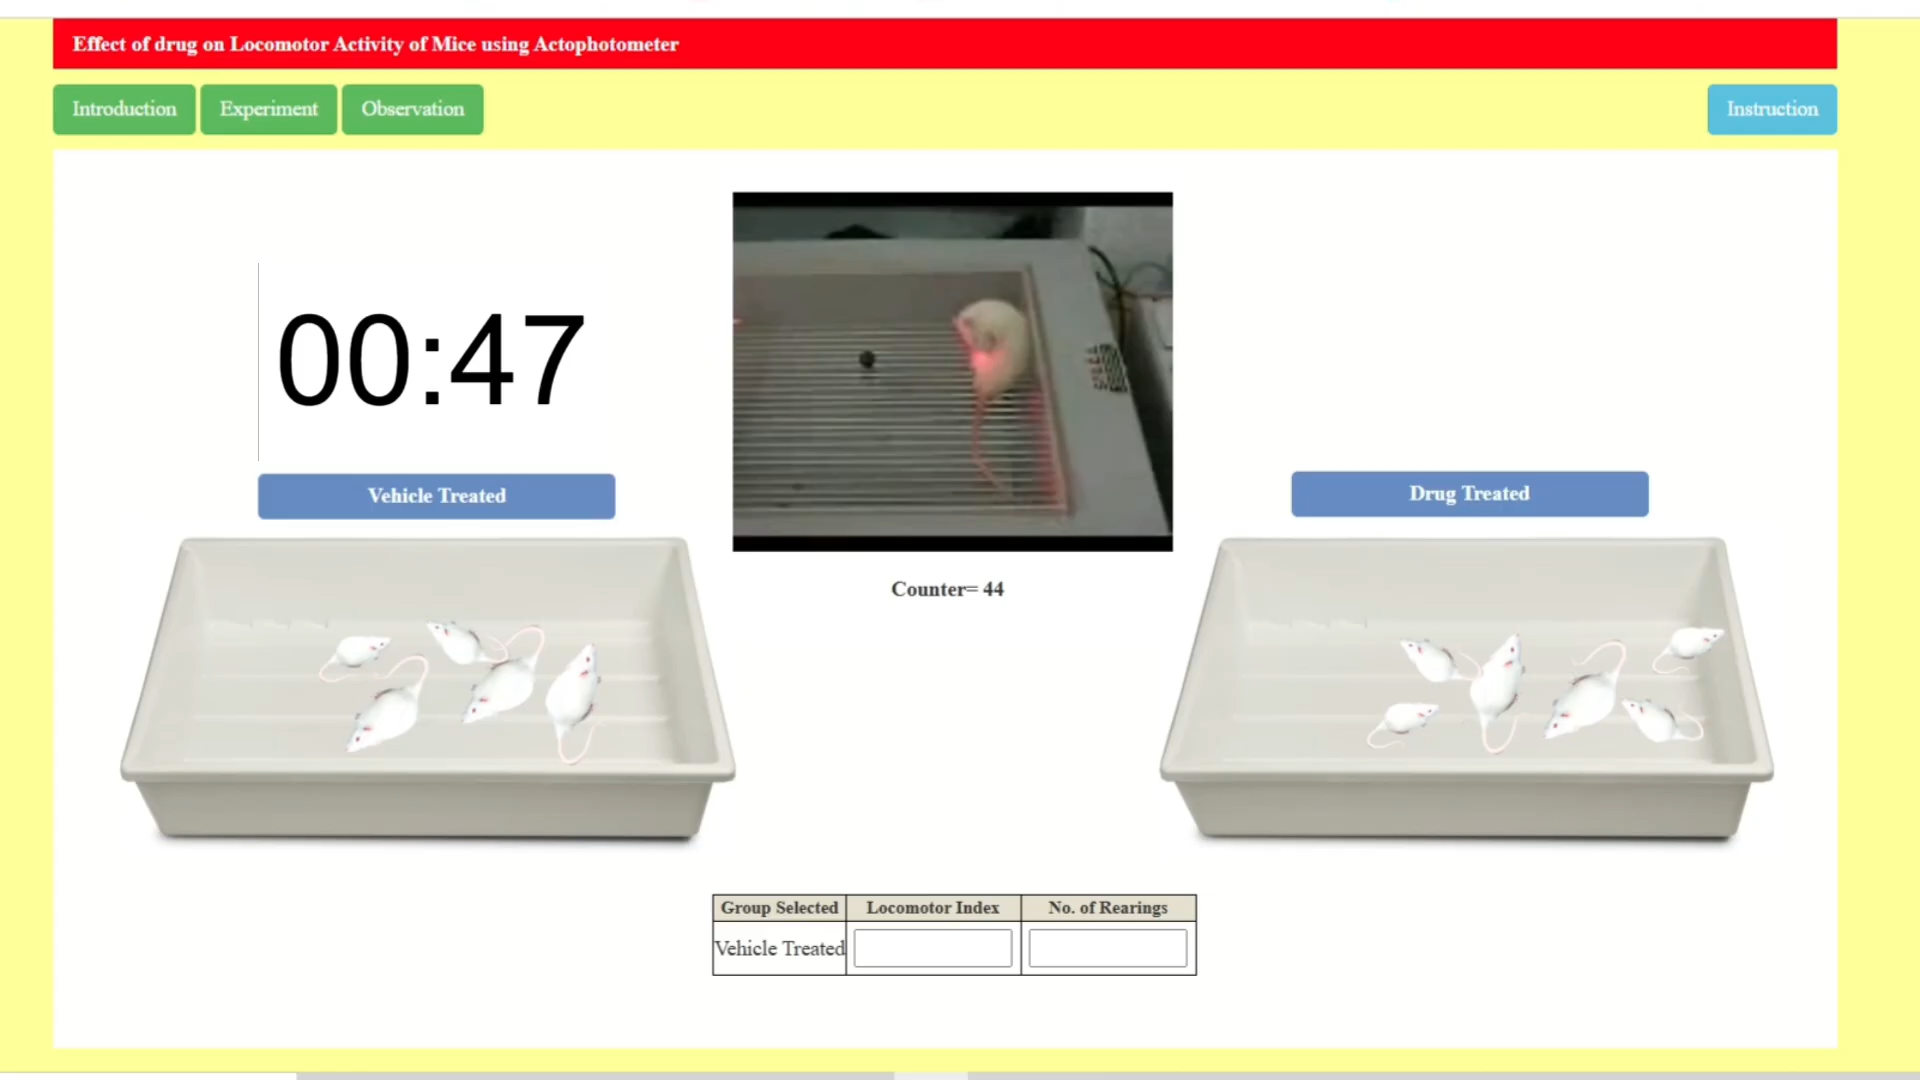 Effect of drug on Locomotor Activity of Mice using Actophotometer
Introduction Experiment Observation Instruction
00:47
Vehicle Treated
Drug Treated
Counter= 44
Group Selected Locomotor Index No. of Rearings
Vehicle Treated